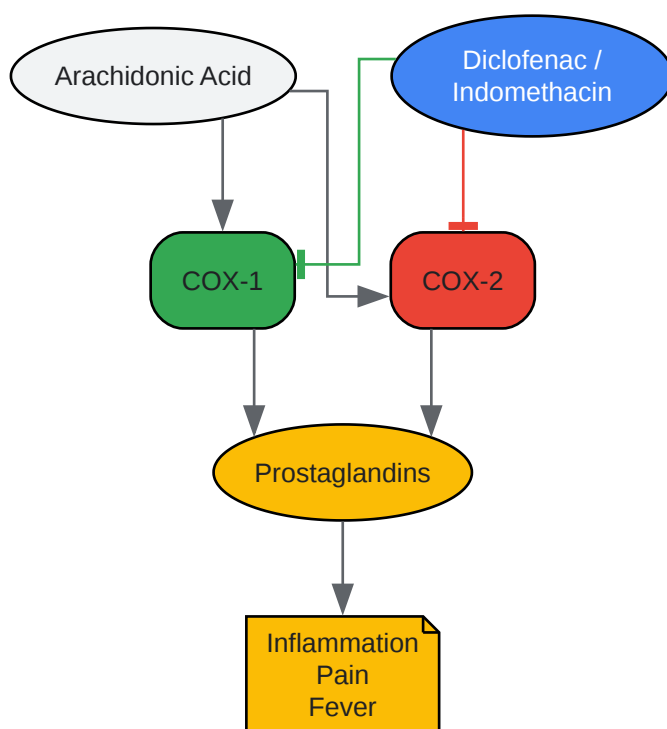 Arachidonic Acid
Diclofenac /
Indomethacin
COX-1
COX-2
Prostaglandins
Inflammation
Pain
Fever